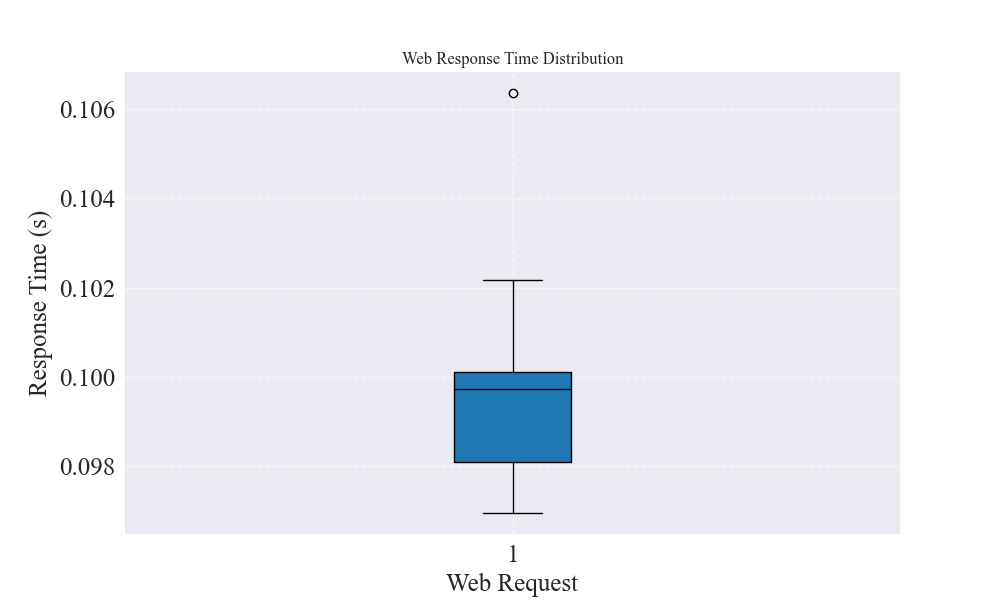 Web Response Time Distribution
Response Time (s)
0.106
0.104
0.102
0.100
0.098
1
Web Request